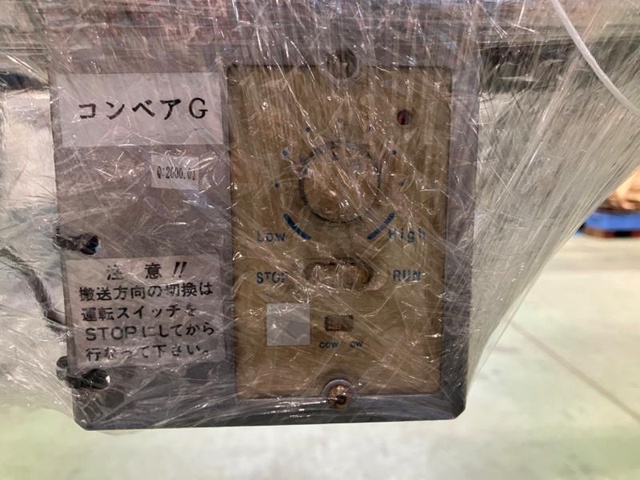 コンベアG
Q:2600.01
Low High
STOP RUN
CCW CW
注意!!
搬送方向の切換は
運転スイッチを
STOPにしてから
行なって下さい。